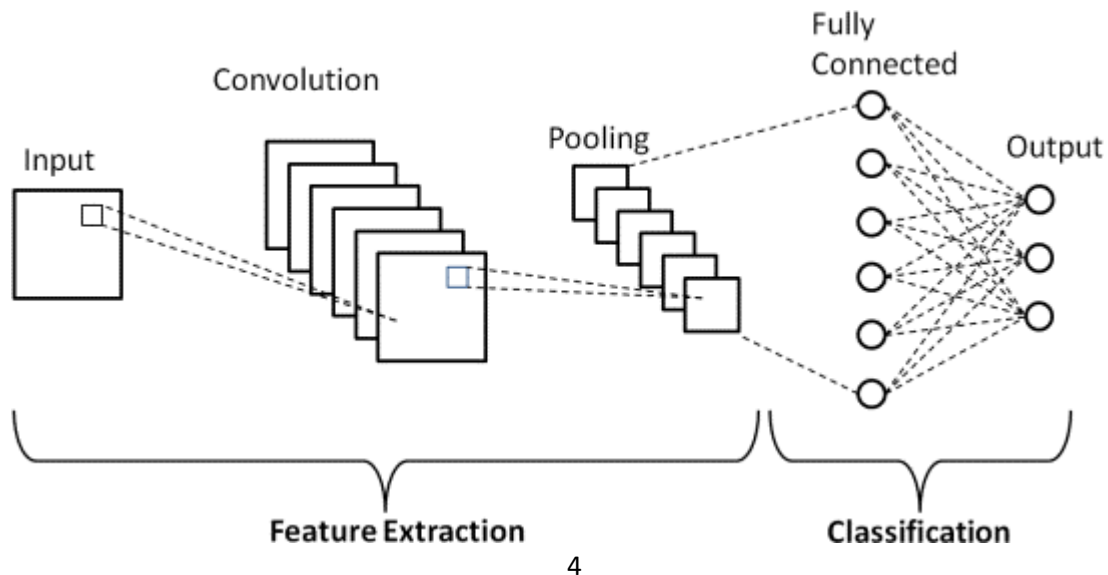 Fully
Connected
Convolution
Pooling
Input
Output
Feature Extraction
Classification
4